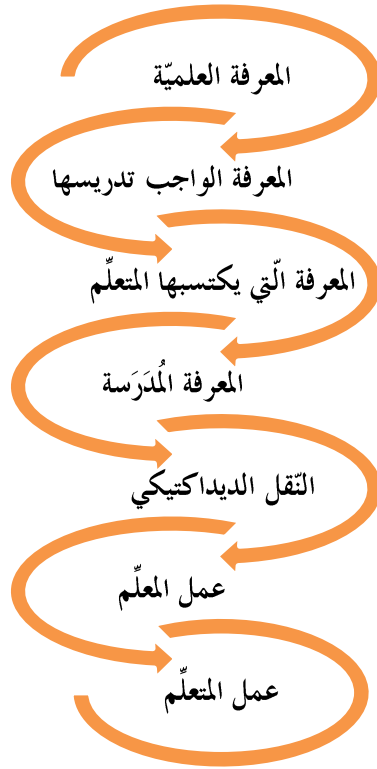 المعرفة العلميّة
المعرفة الواجب تدريسها
المعرفة الّتي يكتسبها المتعلِّم
المعرفة المُدَرَسة
النّقل الديداكتيكي
عمل المعلِّم
عمل المتعلِّم